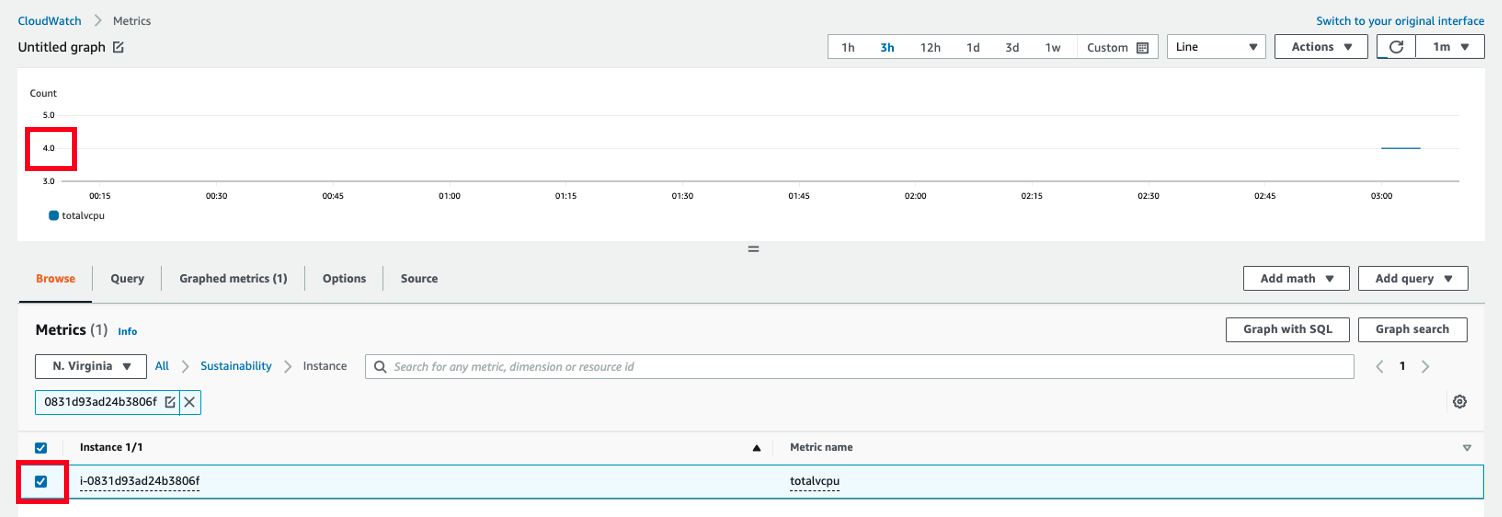 CloudWatch > Metrics Switch to your original interface
Untitled graph 1h 3h 12h 1d 3d 1w Custom Line Actions 1m
Count
5.0
4.0
3.0
00:15 00:30 00:45 01:00 01:15 01:30 01:45 02:00 02:15 02:30 02:45 03:00
totalvcpu
Browse Query Graphed metrics (1) Options Source Add math Add query
Metrics (1) Info Graph with SQL Graph search
N. Virginia All > Sustainability > Instance Search for any metric, dimension or resource id < 1 >
0831d93ad24b3806f
Instance 1/1 Metric name
i-0831d93ad24b3806f totalvcpu